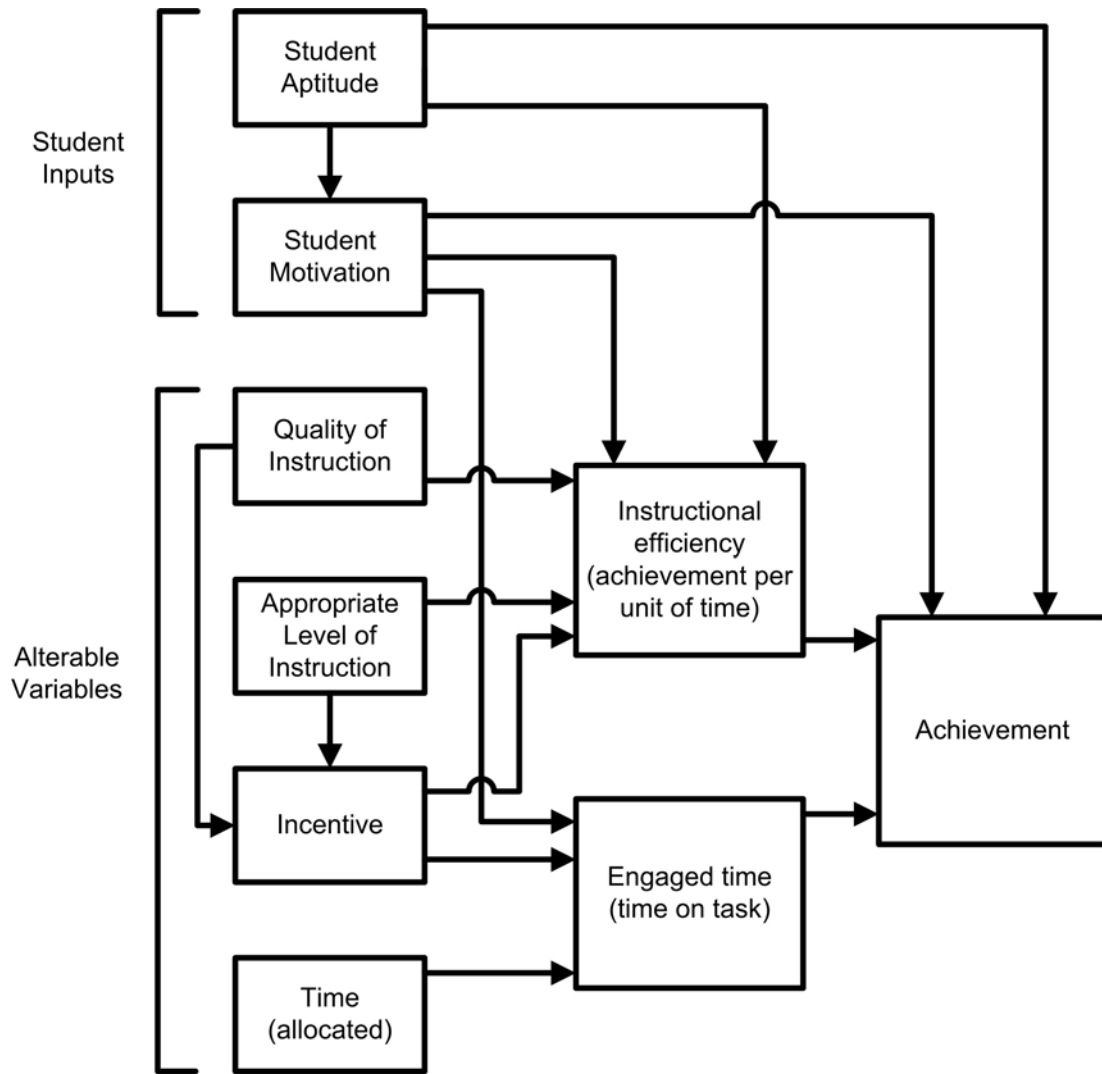 Student
Inputs
Student
Aptitude
Student
Motivation
Alterable
Variables
Quality of
Instruction
Appropriate
Level of
Instruction
Incentive
Time
(allocated)
Instructional
efficiency
(achievement per
unit of time)
Engaged time
(time on task)
Achievement